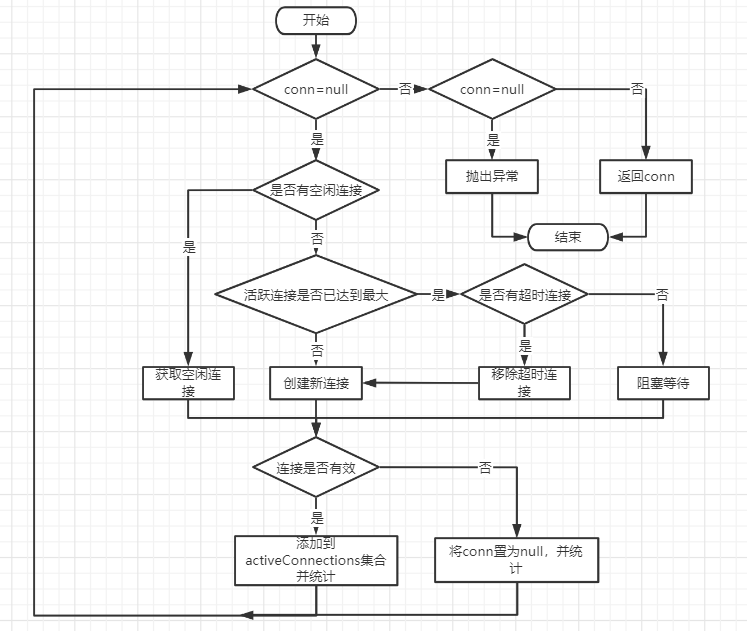 开始
conn=null
否
conn=null
否
是
是
抛出异常
返回conn
是否有空闲连接
结束
是
否
活跃连接是否已达到最大
是
是否有超时连接
否
否
是
获取空闲连
接
创建新连接
移除超时连
接
阻塞等待
连接是否有效
否
是
添加到
activeConnections集合
并统计
将conn置为null，并统
计